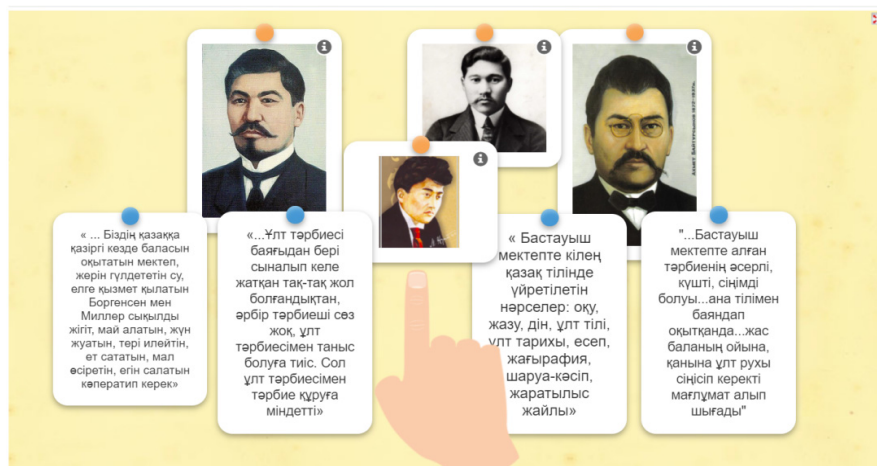 « ... Біздің қазаққа
қазіргі кезде баласын
оқытатын мектеп,
жерін гүлдететін су,
елге қызмет қылатын
Боргенсен мен
Миллер сықылды
жігіт, май алатын, жүн
жуатын, тері илейтін,
ет сататын, мал
өсіретін, егін салатын
кәператип керек»
«...Ұлт тәрбиесі
баяғыдан бері
сыналып келе
жатқан тақ-тақ жол
болғандықтан,
әрбір тәрбиеші сөз
жоқ, ұлт
тәрбиесімен таныс
болуға тиіс. Сол
ұлт тәрбиесімен
тәрбие құруға
міндетті»
« Бастауыш
мектепте кілең
қазақ тілінде
үйретілетін
нәрселер: оқу,
жазу, дін, ұлт тілі,
ұлт тарихы, есеп,
жағырафия,
шаруа-кәсіп,
жаратылыс
жайлы»
"...Бастауыш
мектепте алған
тәрбиенің әсерлі,
күшті, сіңімді
болуы...ана тілімен
баяндап
оқытқанда...жас
баланың ойына,
қанына ұлт рухы
сіңісіп керекті
мағлұмат алып
шығады"